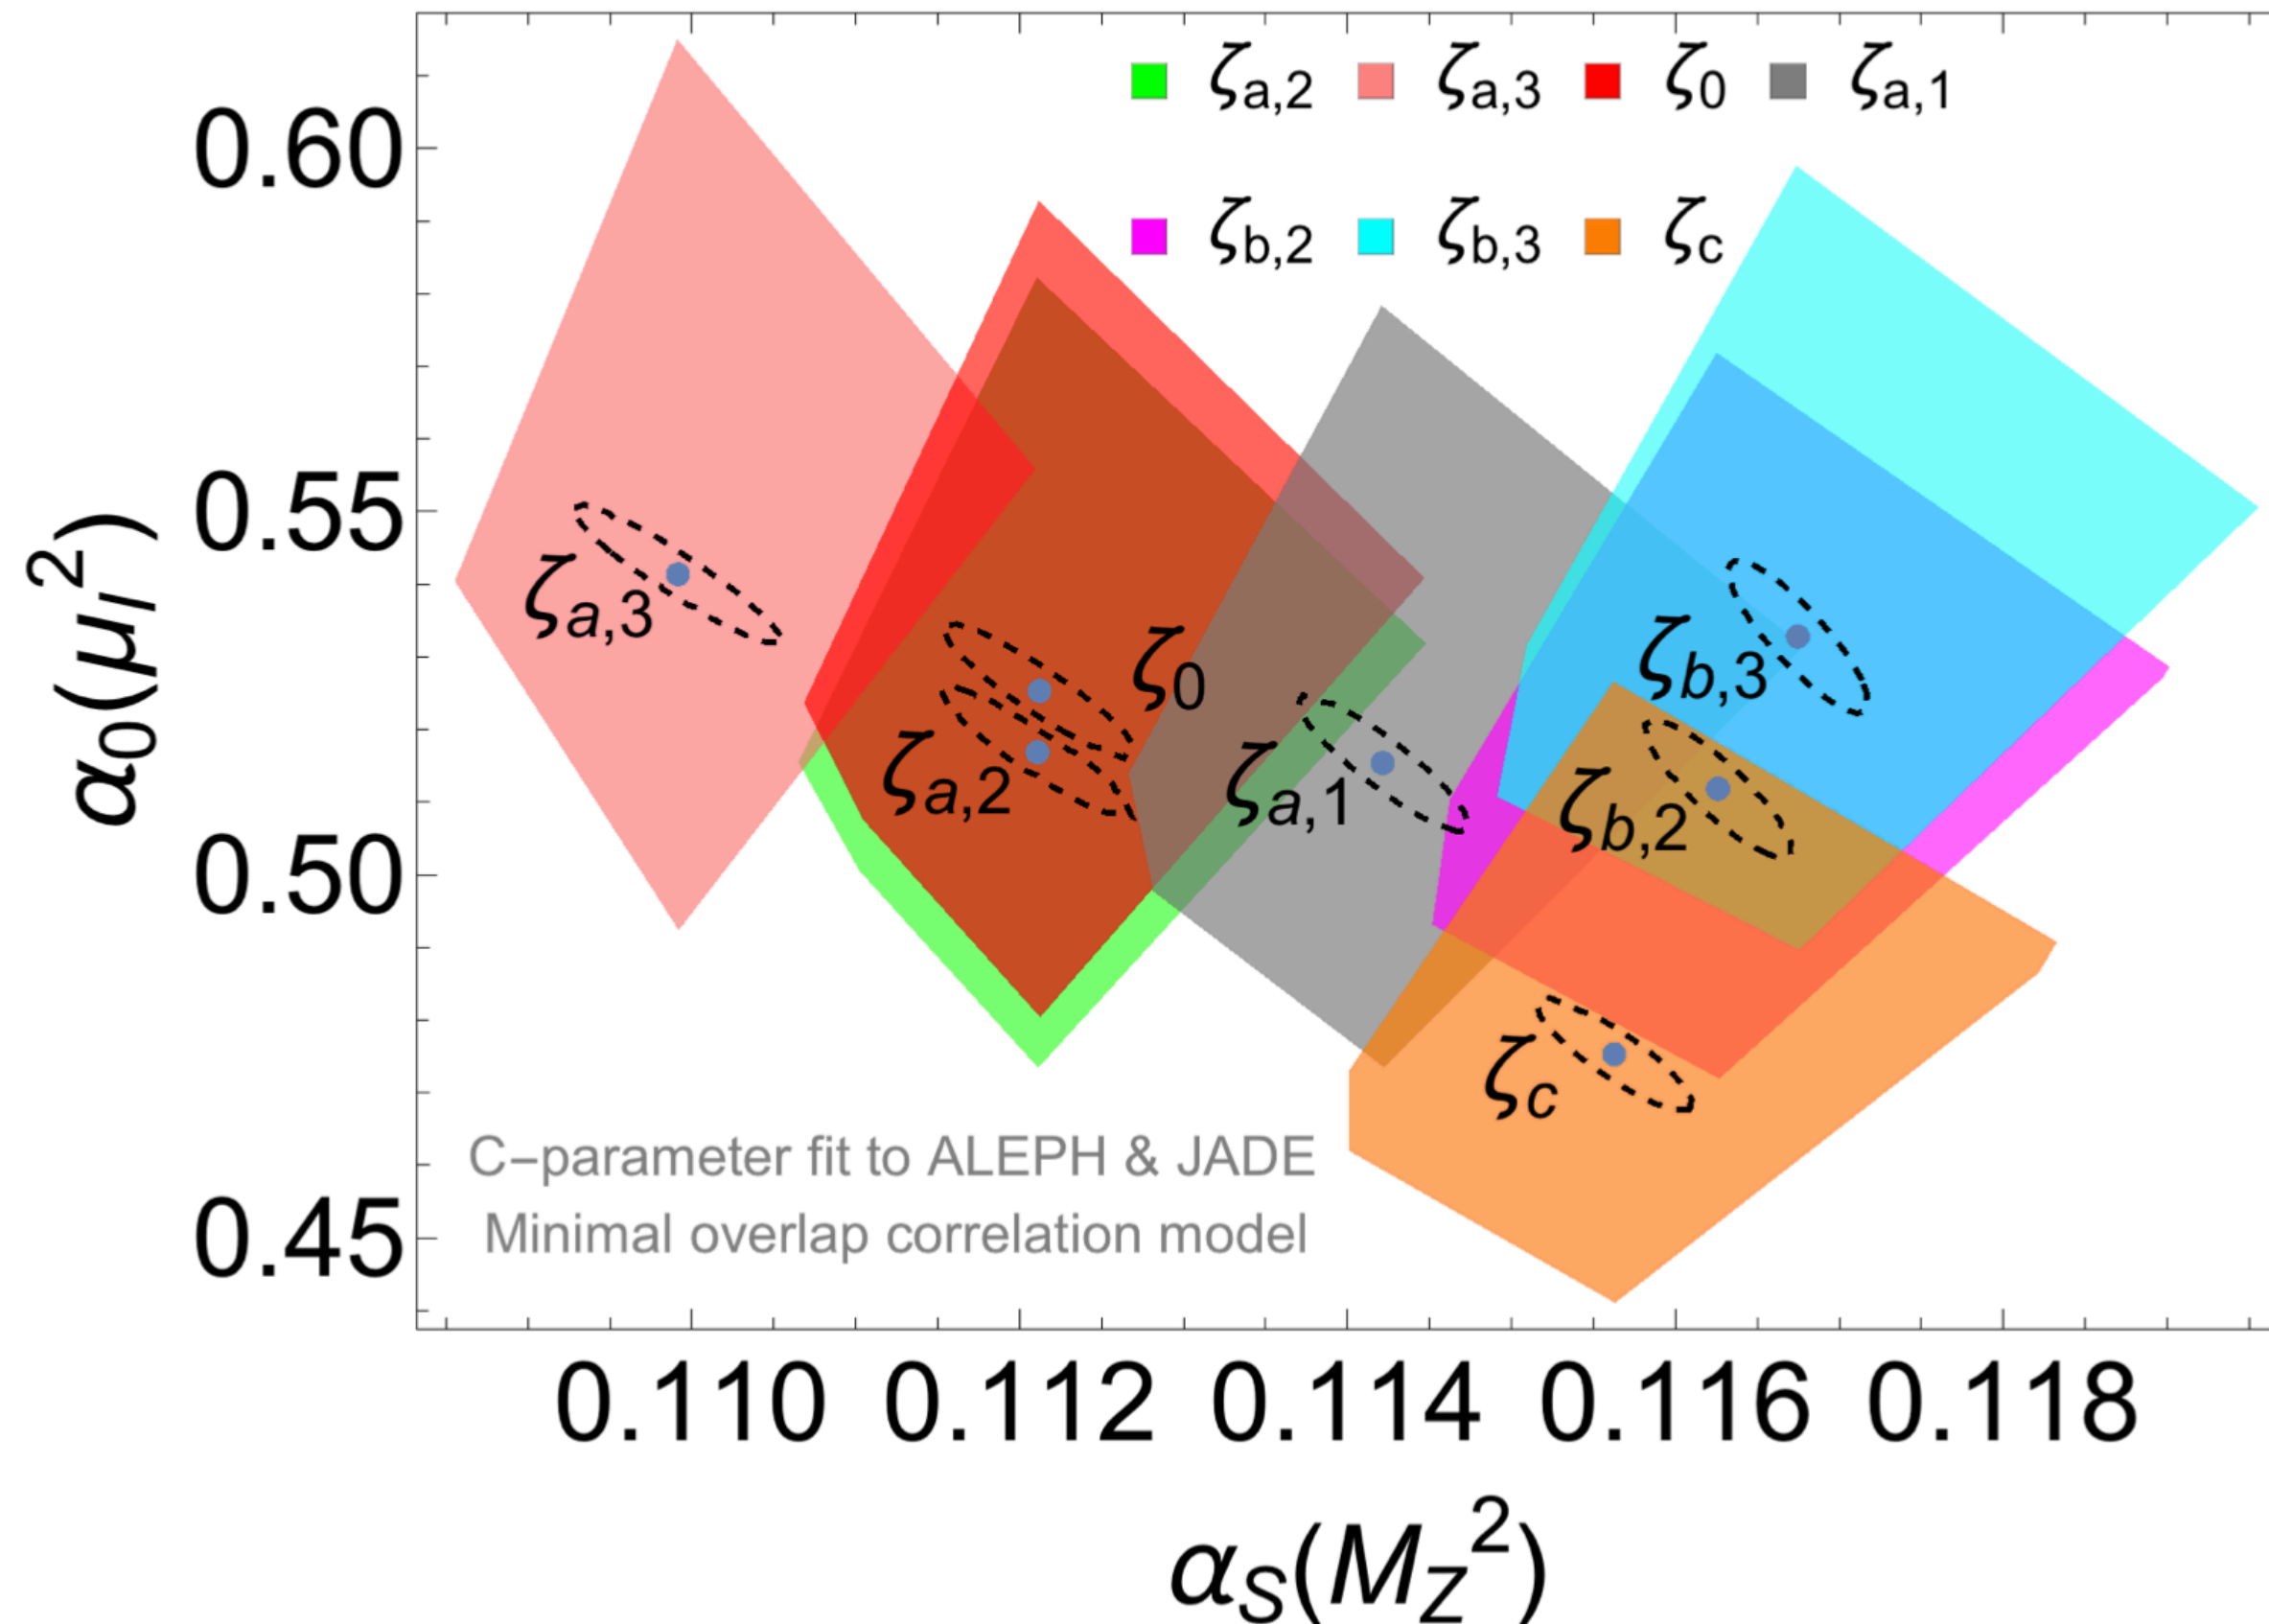 ζa,2 ζa,3 ζ0 ζa,1
ζb,2 ζb,3 ζc
0.60
0.55
0.50
0.45
α0(μI²)
ζa,3
ζ0
ζa,2
ζa,1
ζb,3
ζb,2
ζc
C−parameter fit to ALEPH & JADE
Minimal overlap correlation model
0.110 0.112 0.114 0.116 0.118
αS(MZ²)